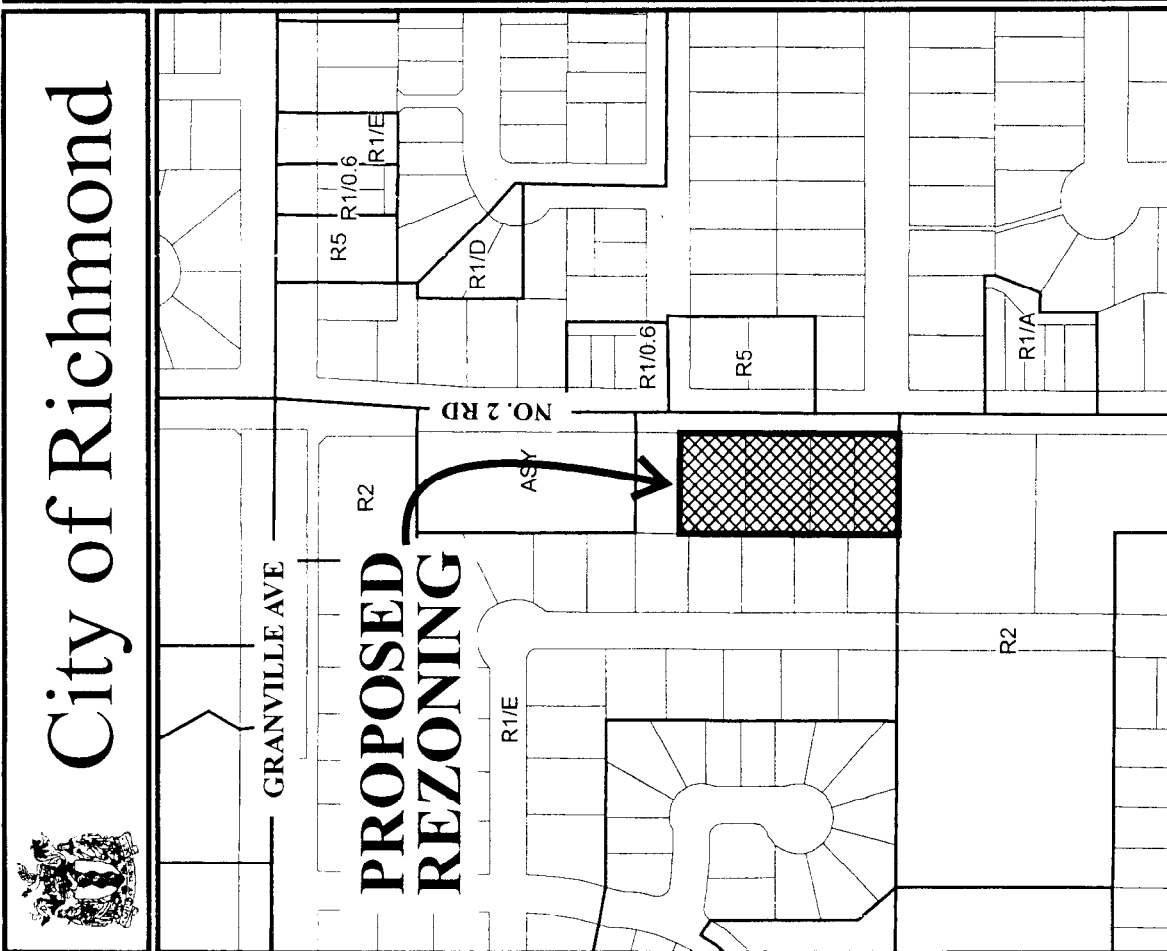 City of Richmond
GRANVILLE AVE
PROPOSED
REZONING
R2
ASY
NO. 2 RD
R1/E
R2
R5
R1/0.6
R1/E
R1/D
R1/0.6
R5
R1/A